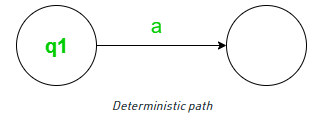 a
q1
Deterministic path